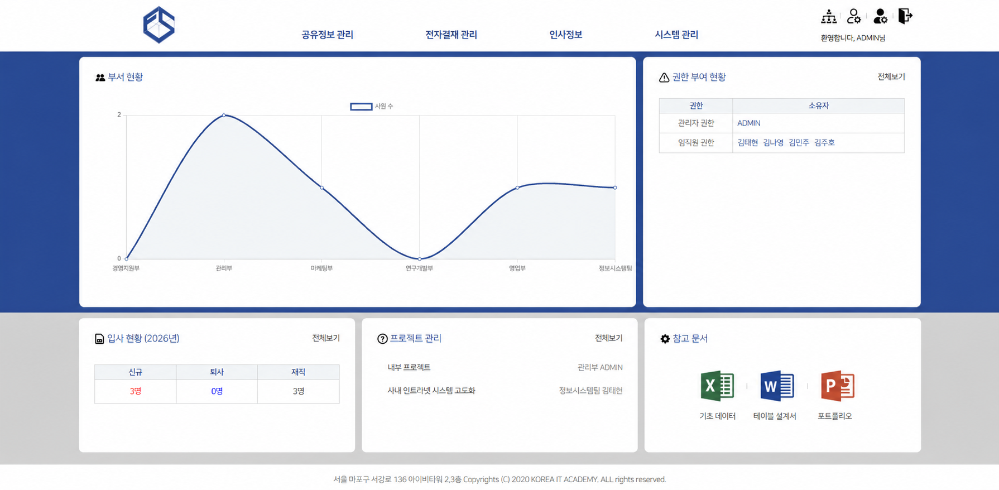 공유정보 관리 전자결재 관리 인사정보 시스템 관리
환영합니다, ADMIN님
부서 현황
사원 수
2
0
경영지원부 관리부 마케팅부 연구개발부 영업부 정보시스템팀
권한 부여 현황 전체보기
권한 소유자
관리자 권한 ADMIN
임직원 권한 김태현 김나영 김민주 김주호
입사 현황 (2026년) 전체보기
신규 퇴사 재직
3명 0명 3명
프로젝트 관리 전체보기
내부 프로젝트 관리부 ADMIN
사내 인트라넷 시스템 고도화 정보시스템팀 김태현
참고 문서
X W P
기초 데이터 테이블 설계서 포트폴리오
서울 마포구 서강로 136 아이비타워 2,3층 Copyrights (C) 2020 KOREA IT ACADEMY. ALL rights reserved.